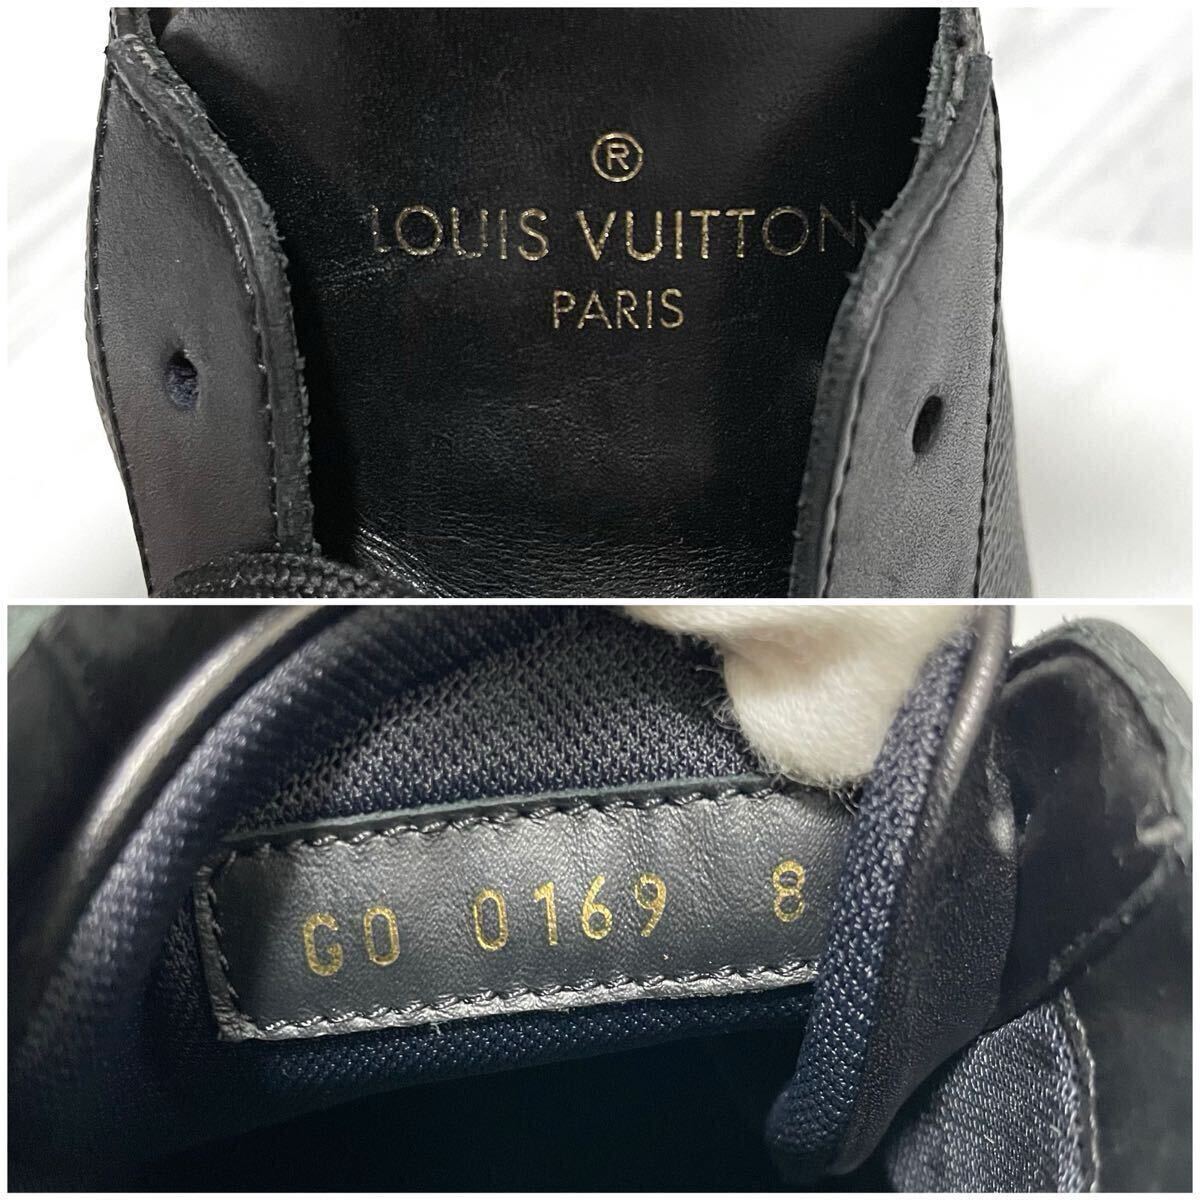 ®
LOUIS VUITTON
PARIS
GO 0169 8